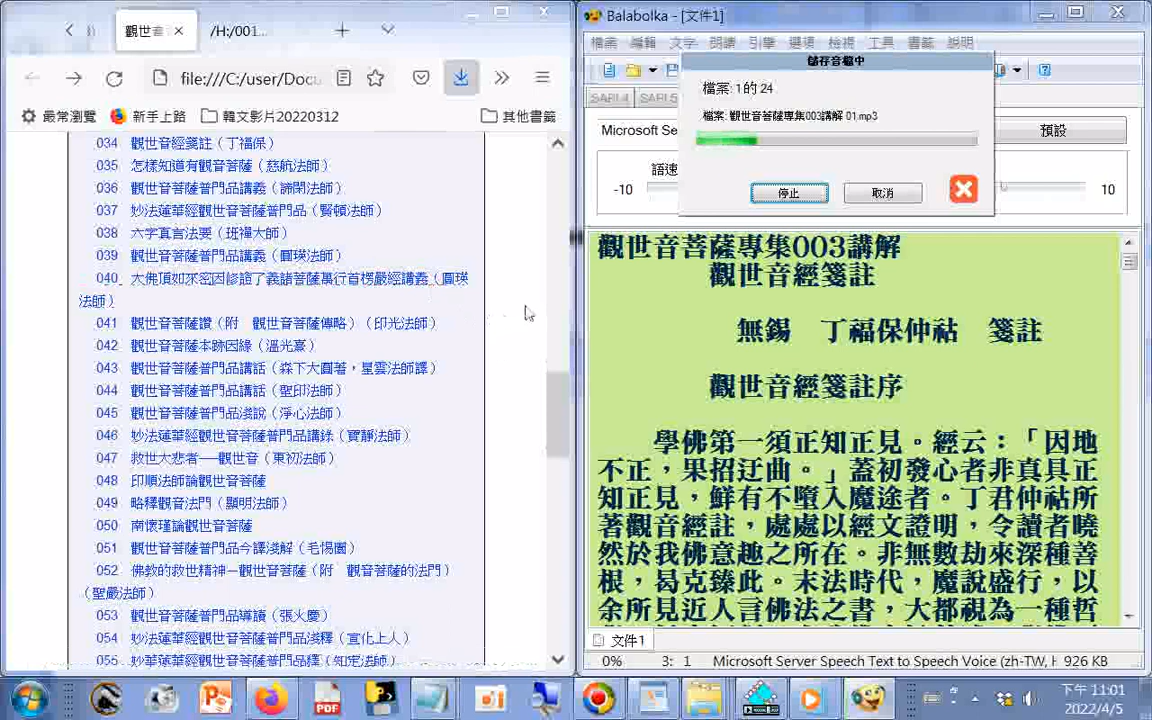 觀世音
/H:/001...
file:///C:/user/Docu
最常瀏覽
新手上路
韓文影片20220312
其他書籤
034 觀世音經箋註（丁福保）
035 怎樣知道有觀音菩薩（慈航法師）
036 觀世音菩薩普門品講義（諦閑法師）
037 妙法蓮華經觀世音菩薩普門品（賢頓法師）
038 六字真言法要（班禪大師）
039 觀世音菩薩普門品講義（圓瑛法師）
040 大佛頂如來密因修證了義諸菩薩萬行首楞嚴經講義（圓瑛
法師）
041 觀世音菩薩讚（附 觀世音菩薩傳略）（印光法師）
042 觀世音菩薩本跡因緣（溫光熹）
043 觀世音菩薩普門品講話（森下大圓著，星雲法師譯）
044 觀世音菩薩普門品講話（聖印法師）
045 觀世音菩薩普門品淺說（淨心法師）
046 妙法蓮華經觀世音菩薩普門品講錄（寶靜法師）
047 救世大悲者──觀世音（東初法師）
048 印順法師論觀世音菩薩
049 略釋觀音法門（顯明法師）
050 南懷瑾論觀世音菩薩
051 觀世音菩薩普門品今譯淺解（毛惕園）
052 佛教的救世精神—觀世音菩薩（附 觀音菩薩的法門）
（聖嚴法師）
053 觀世音菩薩普門品導讀（張火慶）
054 妙法蓮華經觀世音菩薩普門品淺釋（宣化上人）
055 妙華蓮華經觀世音菩薩普門品釋（知定法師）
Balabolka - [文件1]
檔案 編輯 文字 朗讀 引擎 選項 檢視 工具 書籤 說明
儲存音檔中
檔案: 1的 24
檔案: 觀世音菩薩專集003講解 01.mp3
停止
取消
SAPI 4
SAPI 5
Microsoft Se
預設
語速
-10
10
觀世音菩薩專集003講解
觀世音經箋註
無錫 丁福保仲祜 箋註
觀世音經箋註序
學佛第一須正知正見。經云：「因地
不正，果招迂曲。」蓋初發心者非真具正
知正見，鮮有不墮入魔途者。丁君仲祜所
著觀音經註，處處以經文證明，令讀者曉
然於我佛意趣之所在。非無數劫來深種善
根，曷克臻此。末法時代，魔說盛行，以
余所見近人言佛法之書，大都視為一種哲
文件1
0%
3: 1
Microsoft Server Speech Text to Speech Voice (zh-TW, H
926 KB
PDF
下午 11:01
2022/4/5